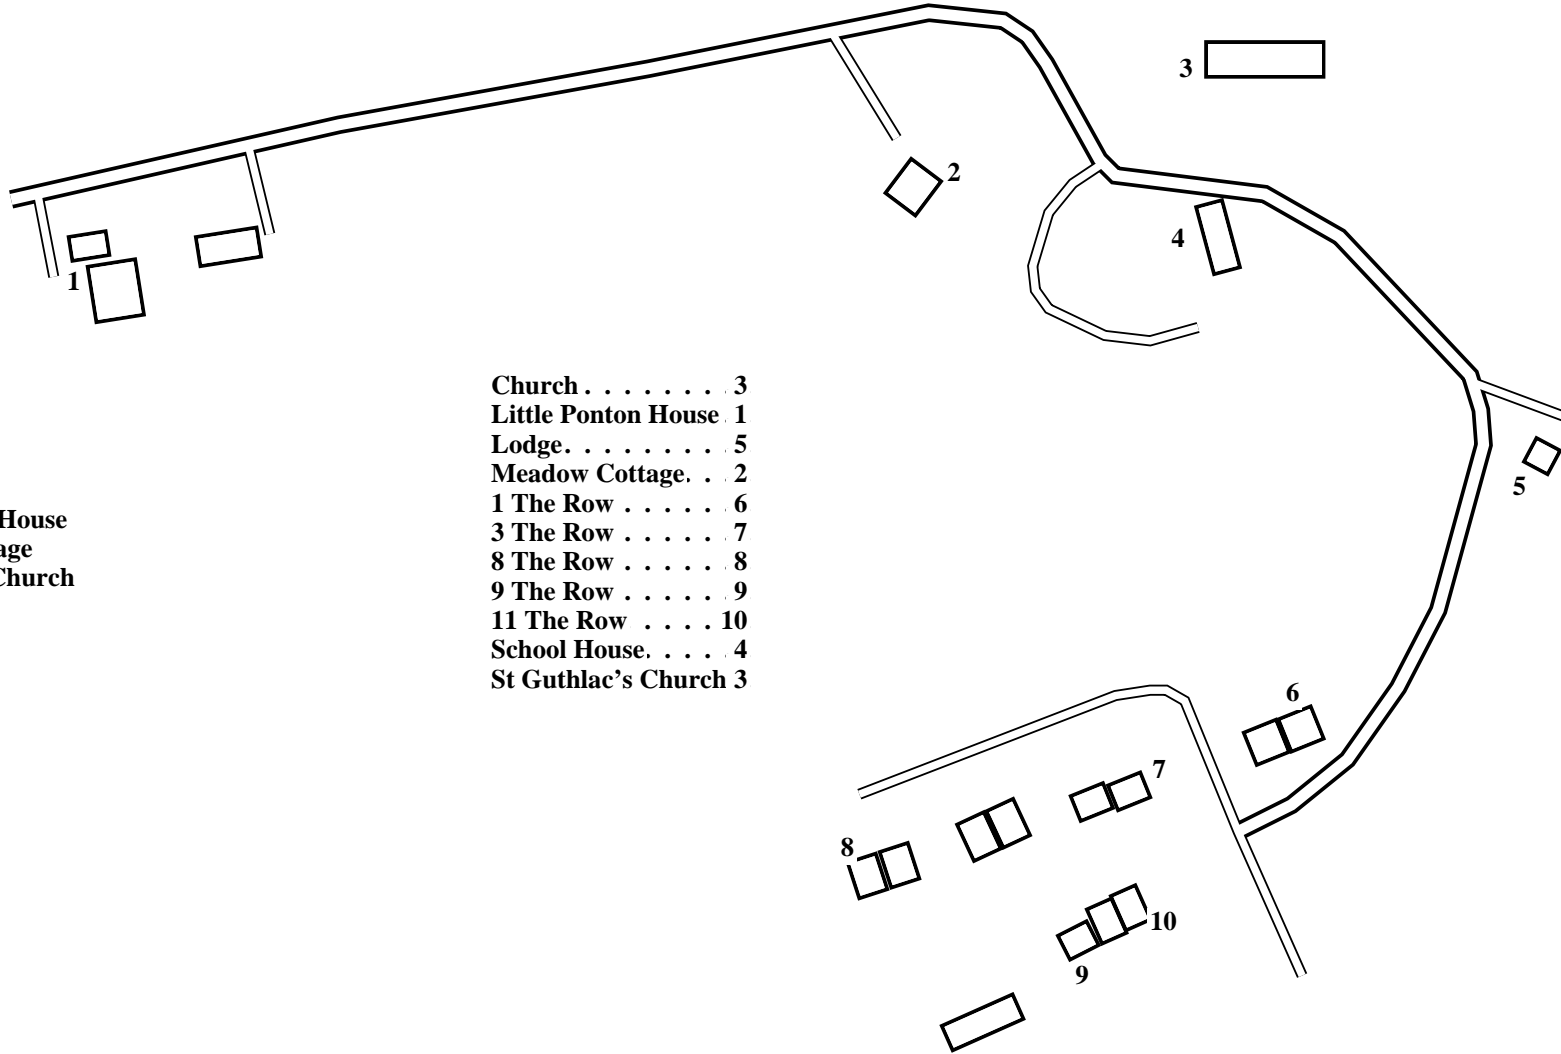 3
2
4
1
Church . . . . . . . . 3
Little Ponton House . 1
Lodge. . . . . . . . . 5
Meadow Cottage. . . 2
1 The Row . . . . . . 6
3 The Row . . . . . . 7
8 The Row . . . . . . 8
9 The Row . . . . . . 9
11 The Row . . . . 10
School House. . . . . 4
St Guthlac's Church 3
House
age
Church
5
6
7
8
10
9